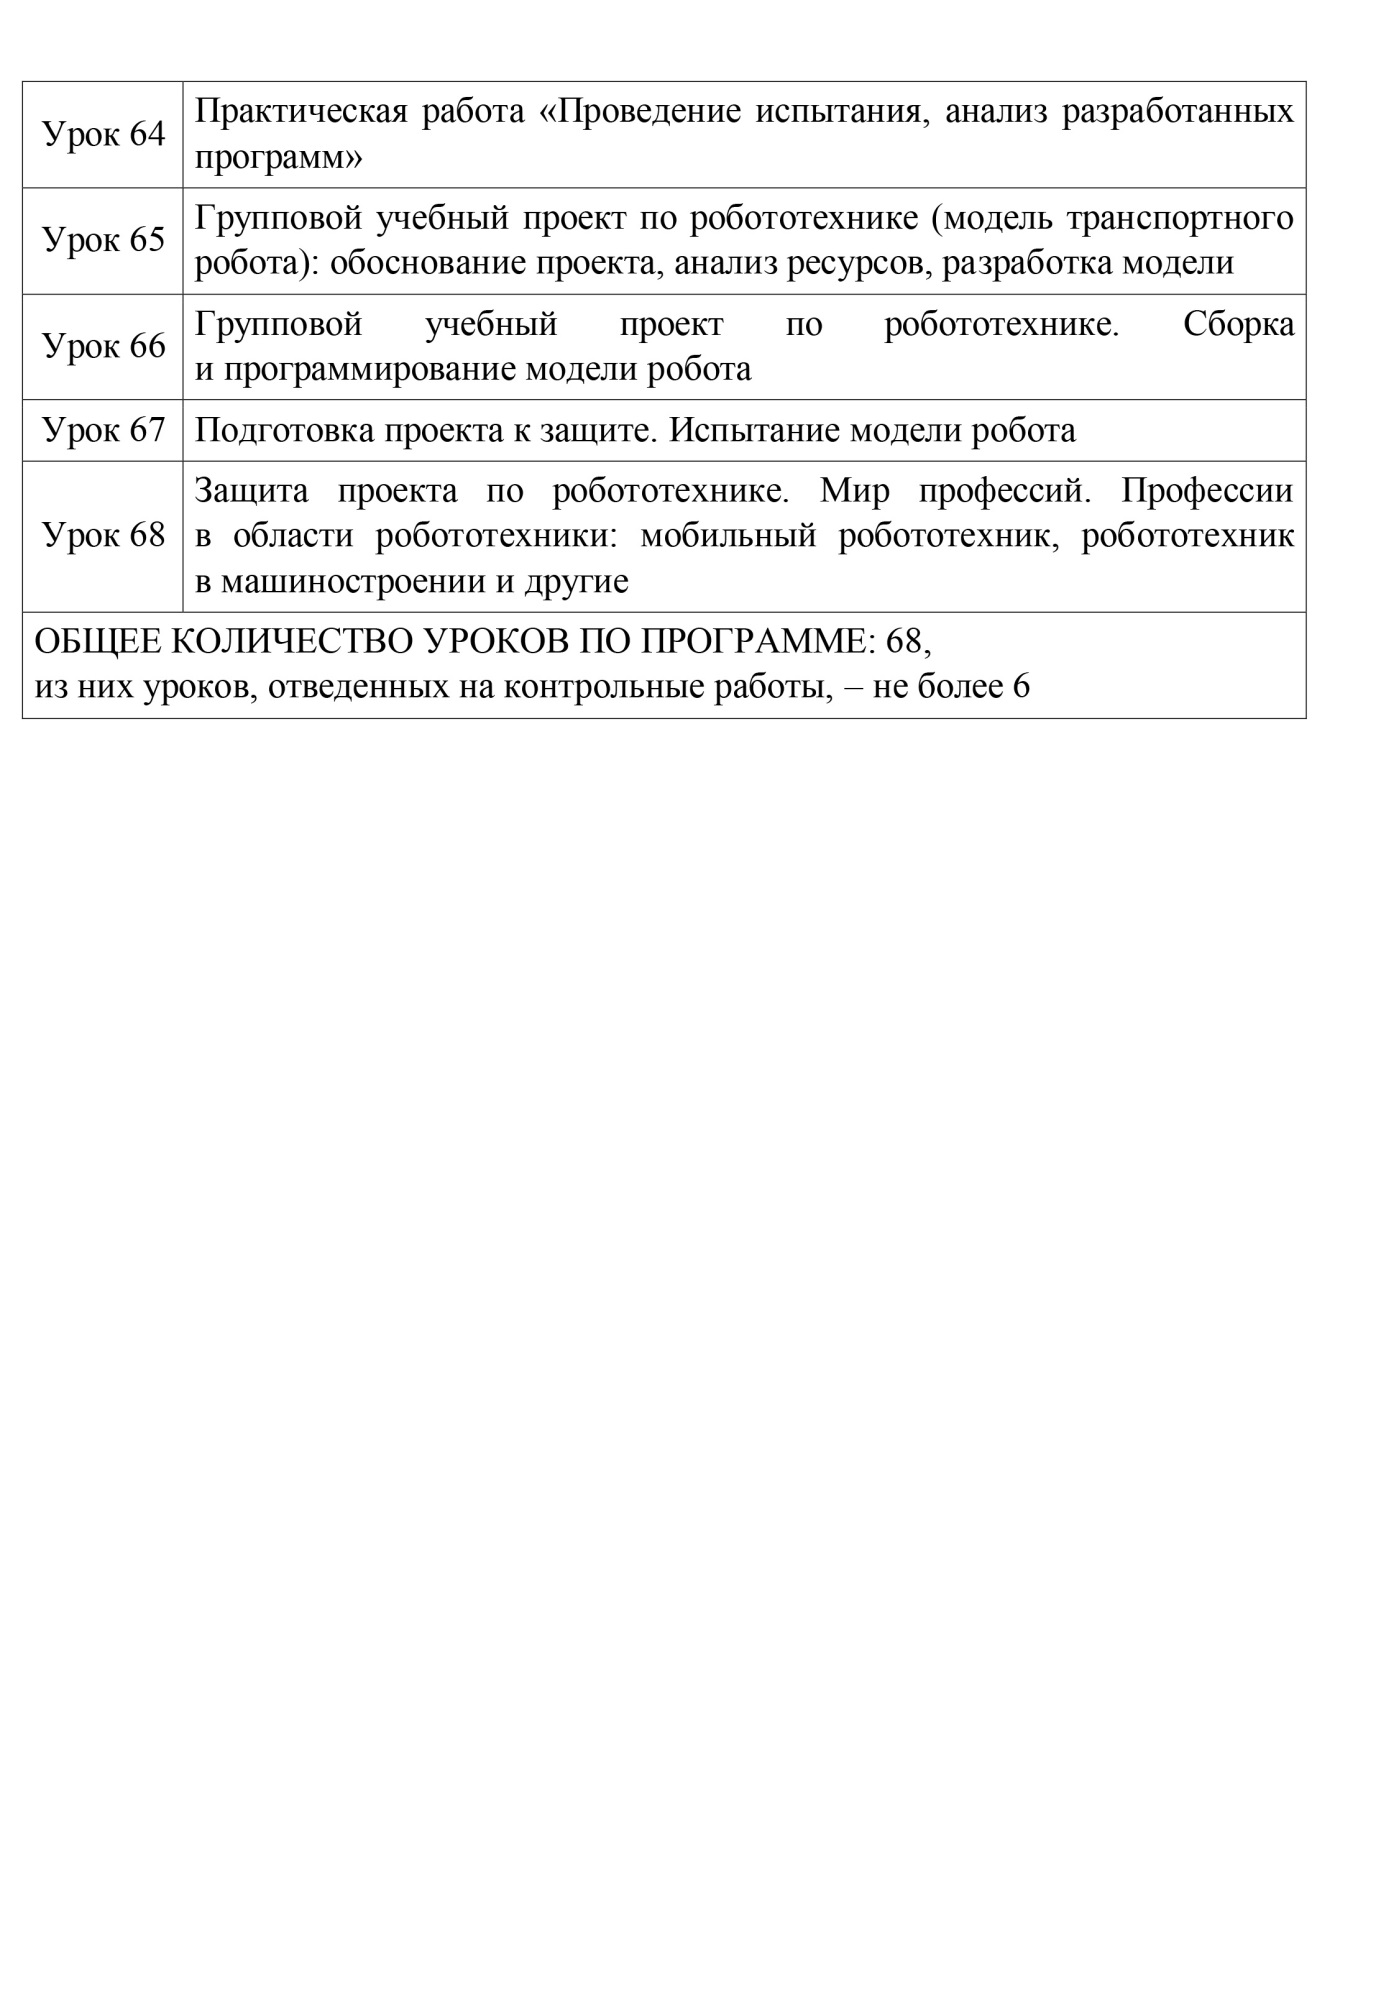 Урок 64
Практическая работа «Проведение испытания, анализ разработанных
программ»
Урок 65
Групповой учебный проект по робототехнике (модель транспортного
робота): обоснование проекта, анализ ресурсов, разработка модели
Урок 66
Групповой учебный проект по робототехнике. Сборка
и программирование модели робота
Урок 67
Подготовка проекта к защите. Испытание модели робота
Урок 68
Защита проекта по робототехнике. Мир профессий. Профессии
в области робототехники: мобильный робототехник, робототехник
в машиностроении и другие
ОБЩЕЕ КОЛИЧЕСТВО УРОКОВ ПО ПРОГРАММЕ: 68,
из них уроков, отведенных на контрольные работы, – не более 6